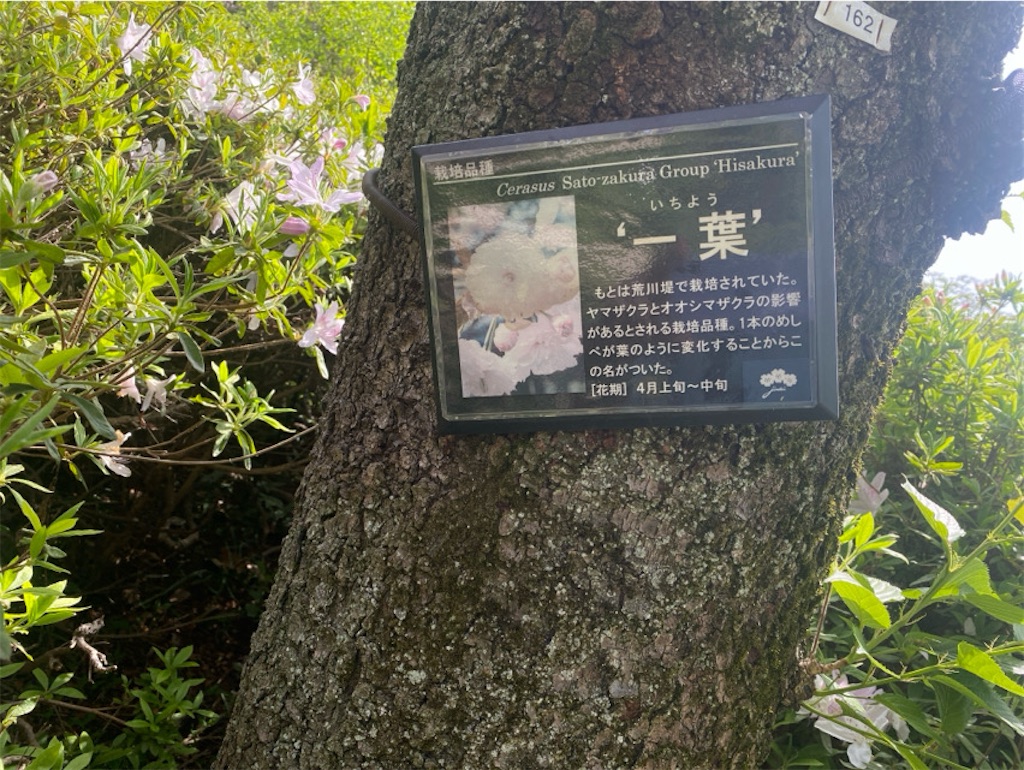 162
栽培品種
Cerasus Sato-zakura Group 'Hisakura'
いちよう
‘一葉’
もとは荒川堤で栽培されていた。
ヤマザクラとオオシマザクラの影響
があるとされる栽培品種。1本のめし
べが葉のように変化することからこ
の名がついた。
[花期] 4月上旬～中旬